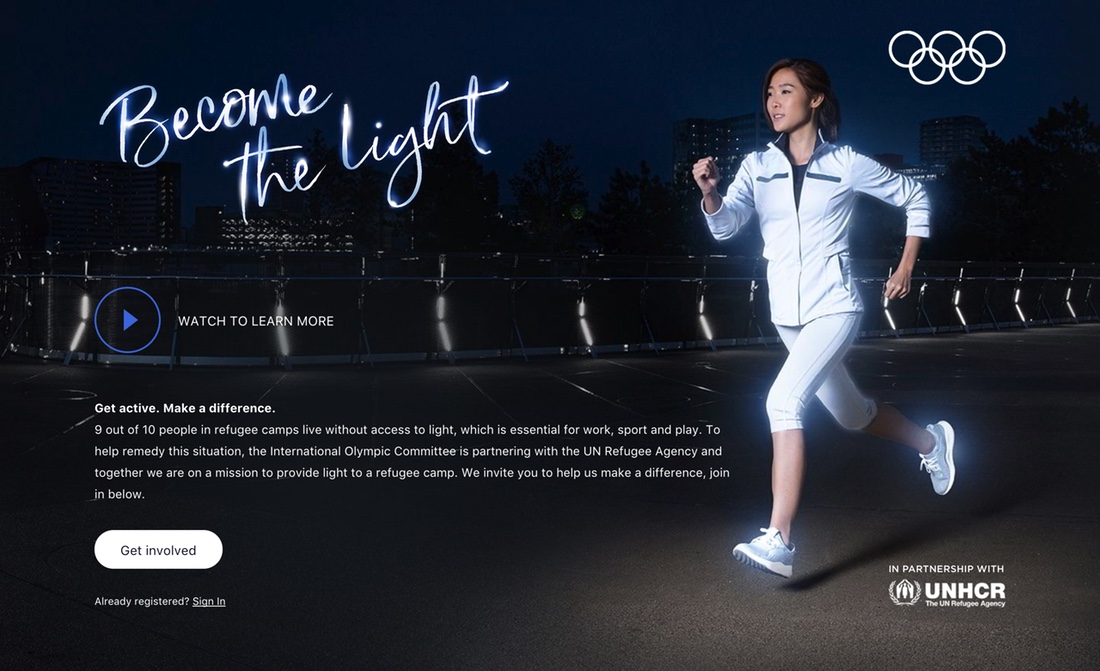 Become
the light
WATCH TO LEARN MORE
Get active. Make a difference.
9 out of 10 people in refugee camps live without access to light, which is essential for work, sport and play. To
help remedy this situation, the International Olympic Committee is partnering with the UN Refugee Agency and
together we are on a mission to provide light to a refugee camp. We invite you to help us make a difference, join
in below.
Get involved
Already registered? Sign In
IN PARTNERSHIP WITH
UNHCR
The UN Refugee Agency